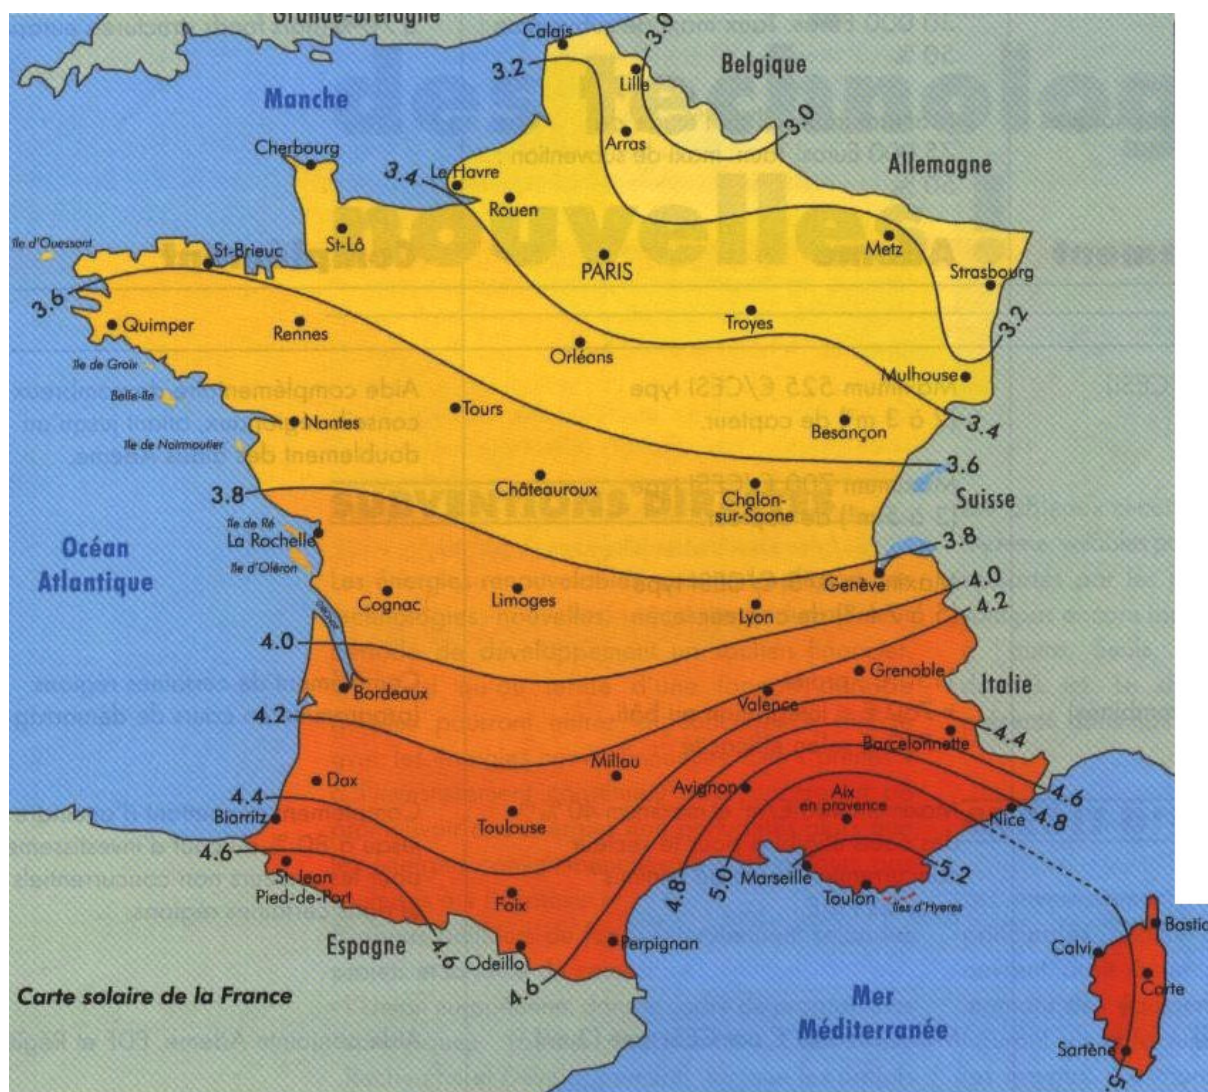 Grande-Bretagne
Calais
3.0
Belgique
3.2
Lille
Manche
3.0
Arras
Cherbourg
Allemagne
Le Havre
3.4
Rouen
Île d'Ouessant
St-Brieuc
St-Lô
Metz
PARIS
Strasbourg
3.6
Quimper
Rennes
Troyes
3.2
Orléans
Île de Groix
Mulhouse
Belle-Ile
Tours
3.4
Nantes
Besançon
Ile de Noirmoutier
3.6
3.8
Châteauroux
Chalon-
sur-Saone
Suisse
Île de Ré
La Rochelle
3.8
Océan
Atlantique
Île d'Oléron
Genève
4.0
Cognac
Limoges
Lyon
4.2
4.0
Grenoble
Italie
Bordeaux
Valence
4.2
4.4
Barcelonnette
Millau
Dax
Avignon
Aix
en provence
4.6
4.4
Biarritz
Toulouse
Nice
4.8
4.6
St-Jean
Pied-de-Port
4.8
5.0
Marseille
5.2
Foix
Toulon
Îles d'Hyeres
Bastia
Espagne
4.6
Odeillo
Perpignan
Calvi
4.6
Corte
Carte solaire de la France
Mer
Méditerranée
Sartène